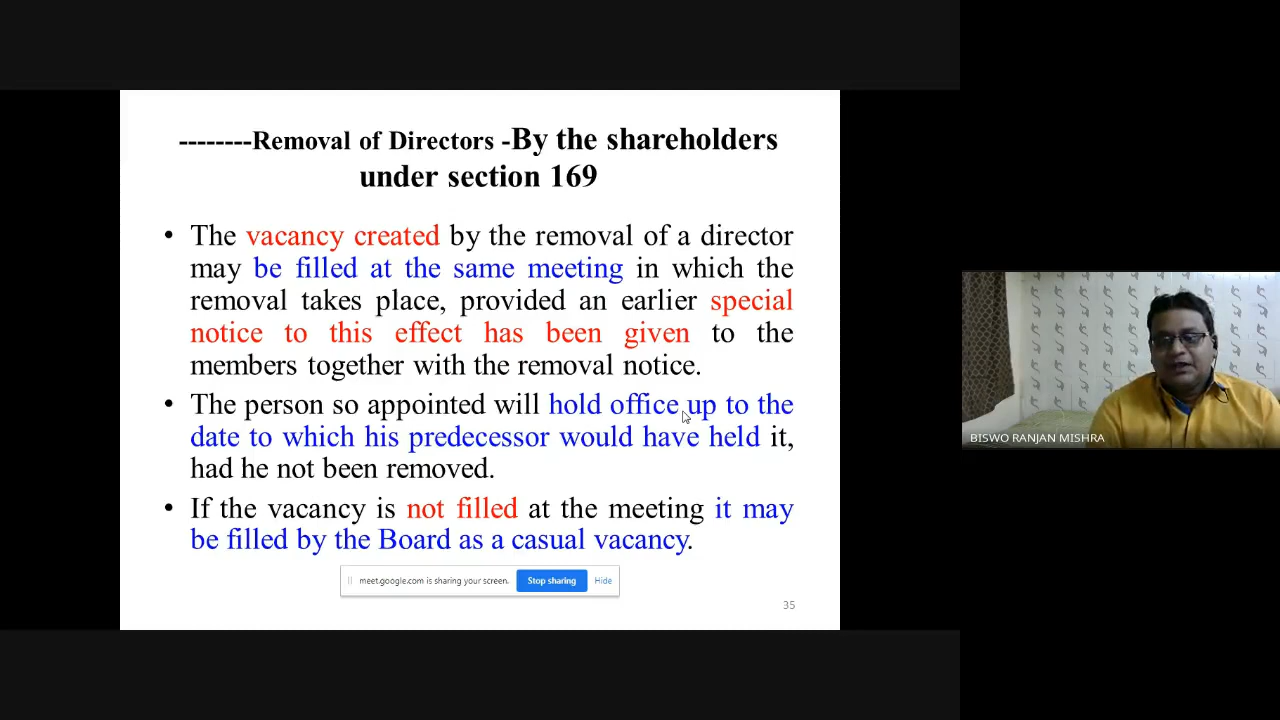 --------Removal of Directors -By the shareholders
under section 169
• The vacancy created by the removal of a director
may be filled at the same meeting in which the
removal takes place, provided an earlier special
notice to this effect has been given to the
members together with the removal notice.
• The person so appointed will hold office up to the
date to which his predecessor would have held it,
had he not been removed.
• If the vacancy is not filled at the meeting it may
be filled by the Board as a casual vacancy.
meet.google.com is sharing your screen. Stop sharing Hide
35
BISWO RANJAN MISHRA